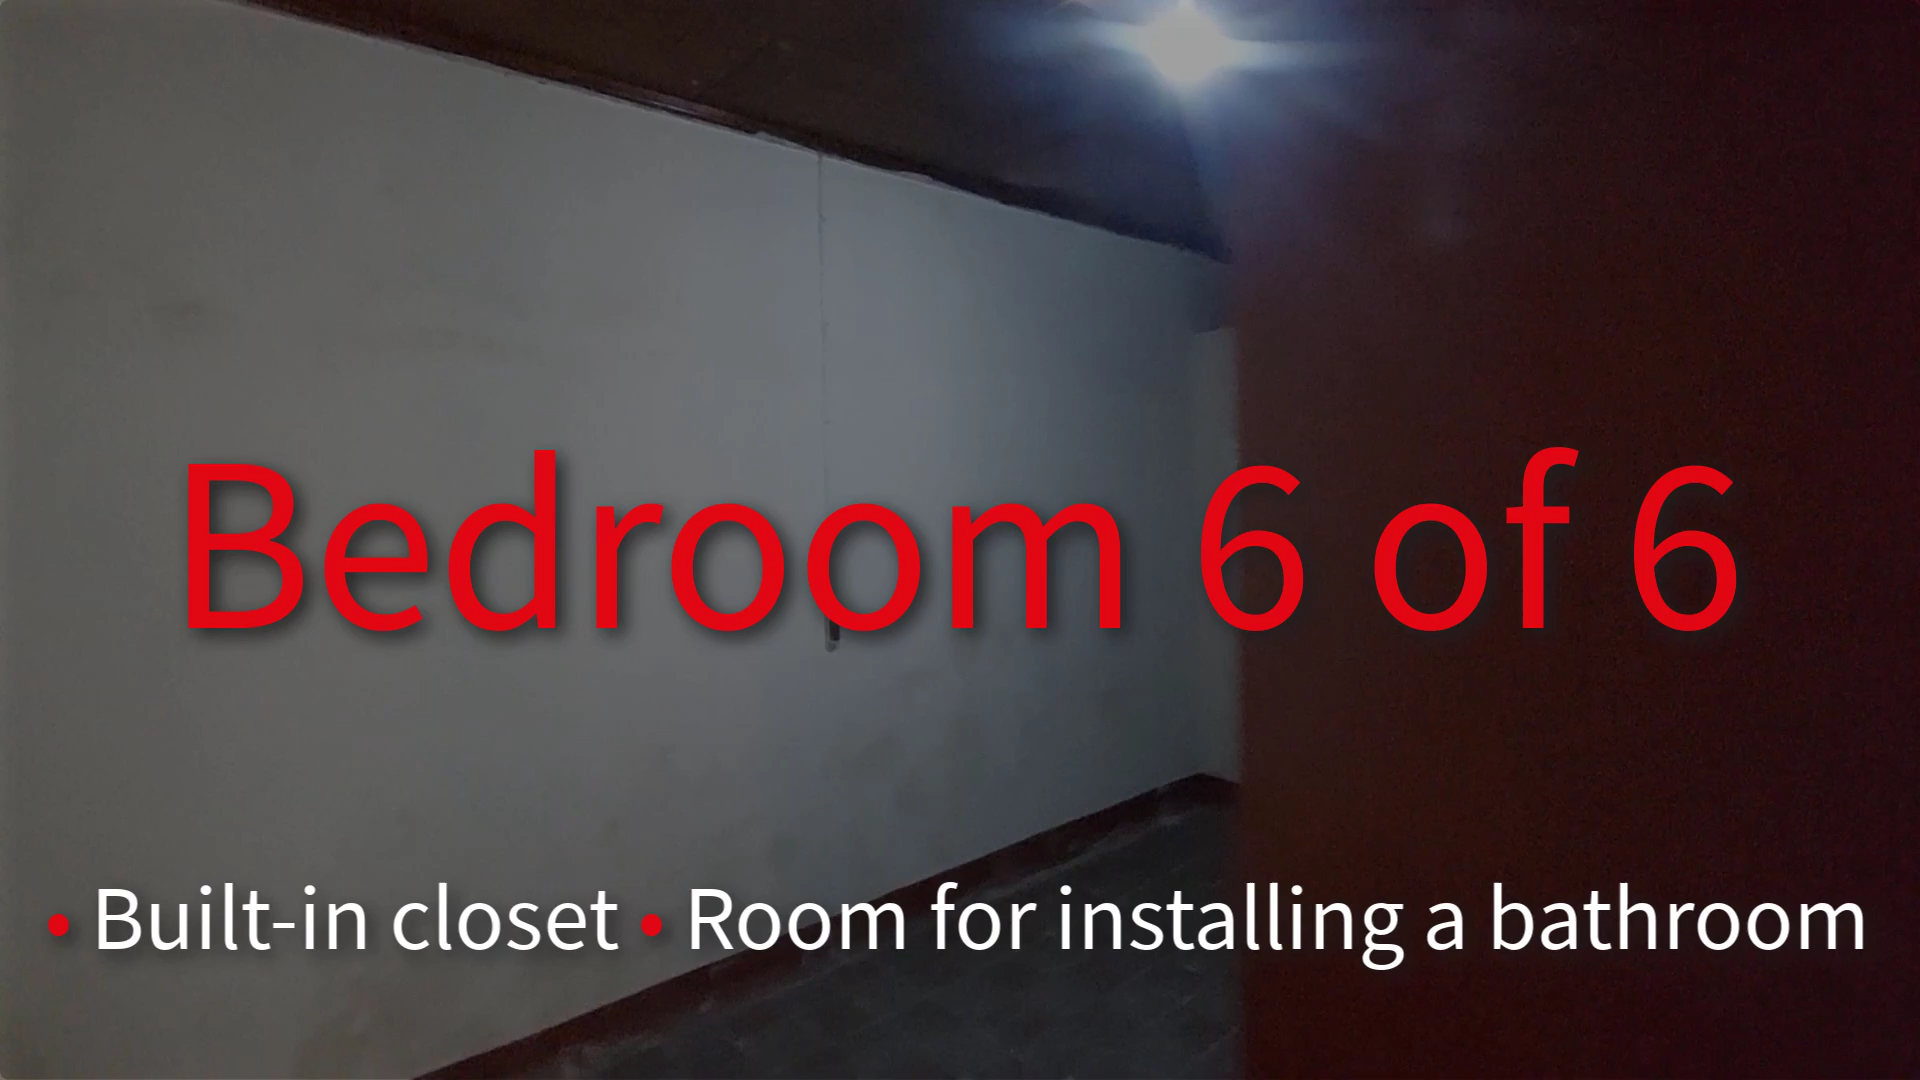 Bedroom 6 of 6
• Built-in closet • Room for installing a bathroom